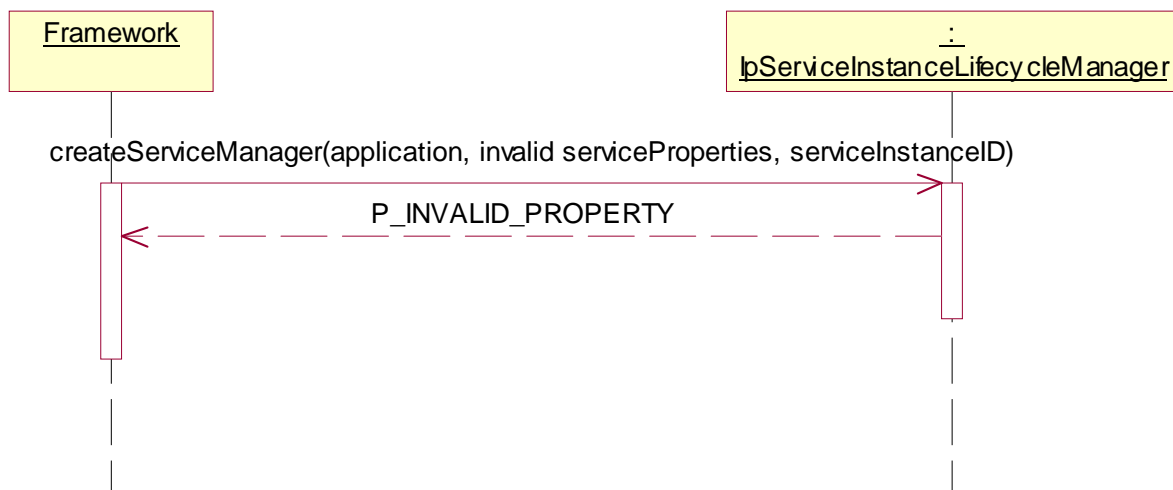 Framework
:
IpServiceInstanceLifecycleManager
createServiceManager(application, invalid serviceProperties, serviceInstanceID)
P_INVALID_PROPERTY